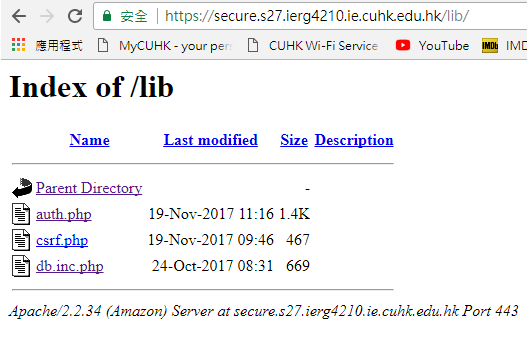 安全 https://secure.s27.ierg4210.ie.cuhk.edu.hk/lib/
應用程式 MyCUHK - your pers CUHK Wi-Fi Service YouTube IMDb IMD
Index of /lib
Name Last modified Size Description
Parent Directory -
auth.php 19-Nov-2017 11:16 1.4K
csrf.php 19-Nov-2017 09:46 467
db.inc.php 24-Oct-2017 08:31 669
Apache/2.2.34 (Amazon) Server at secure.s27.ierg4210.ie.cuhk.edu.hk Port 443